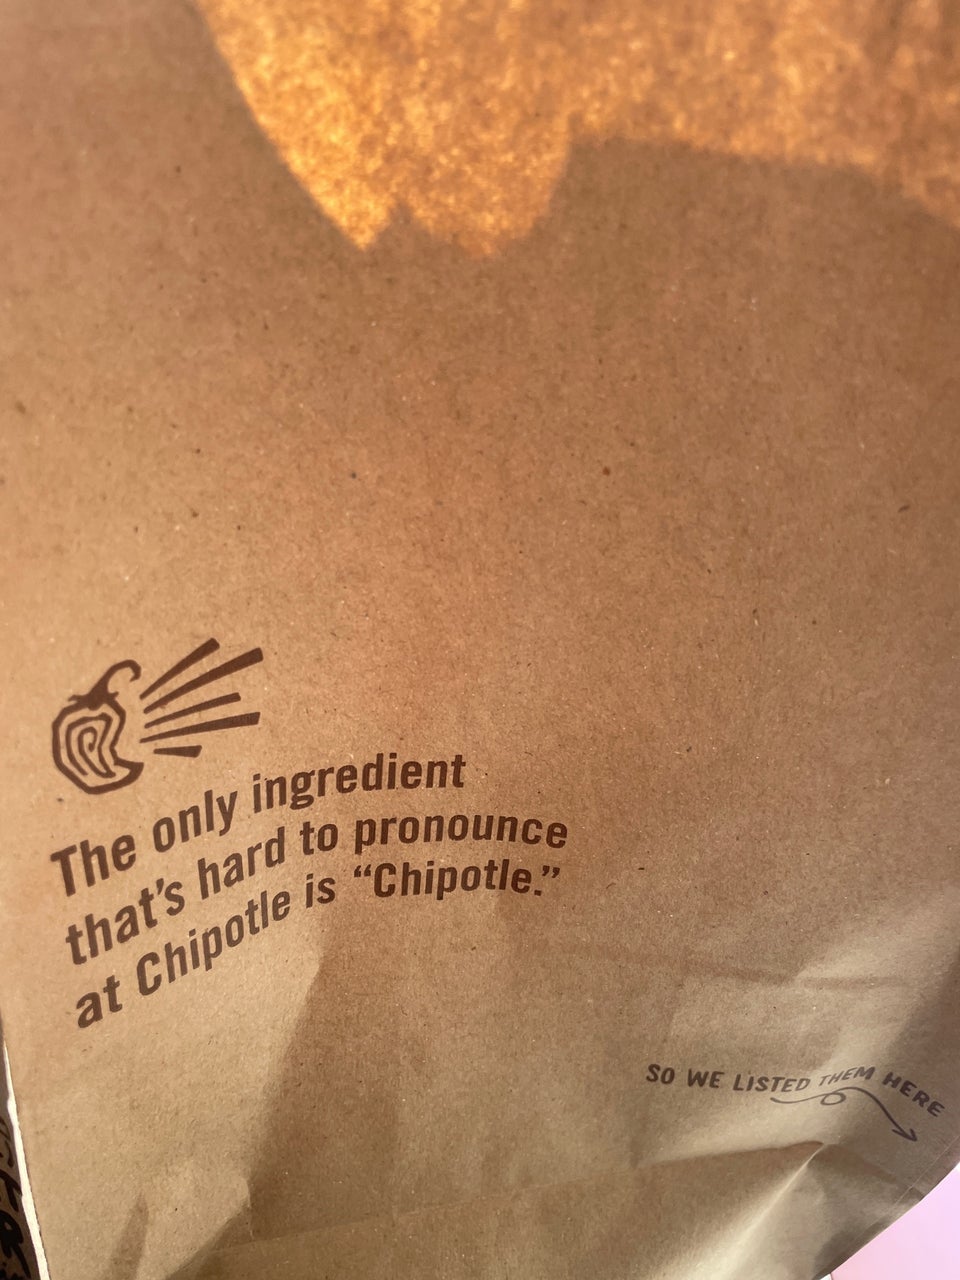 The only ingredient
that's hard to pronounce
at Chipotle is “Chipotle.”
SO WE LISTED THEM HERE